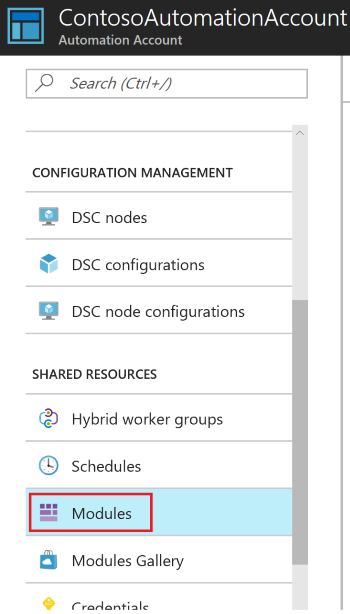 ContosoAutomationAccount
Automation Account
Search (Ctrl+/)
CONFIGURATION MANAGEMENT
DSC nodes
DSC configurations
DSC node configurations
SHARED RESOURCES
Hybrid worker groups
Schedules
Modules
Modules Gallery
Credentials